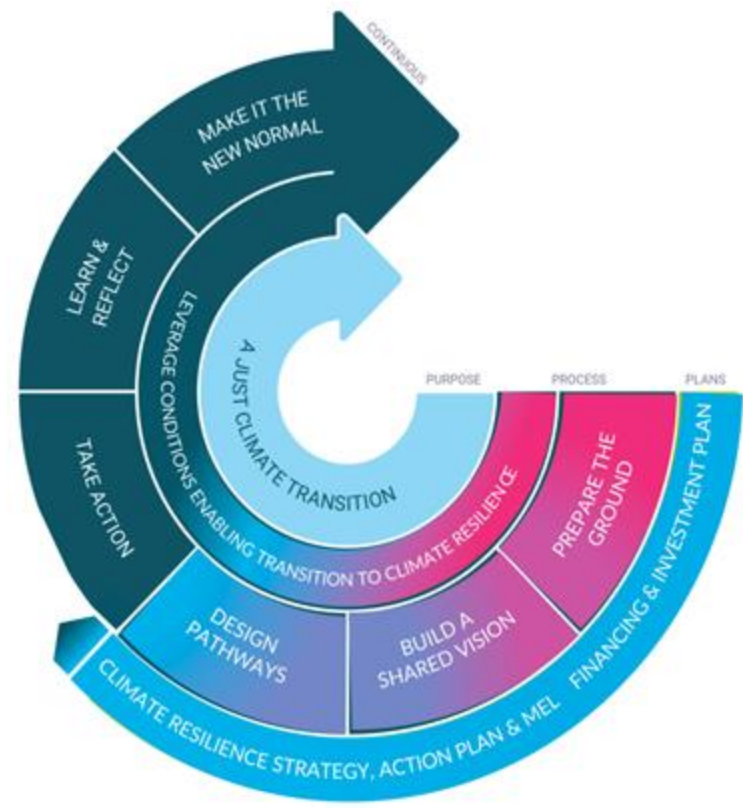 CONTINUOUS
MAKE IT THE
NEW NORMAL
LEARN &
REFLECT
TAKE ACTION
LEVERAGE CONDITIONS ENABLING TRANSITION TO CLIMATE RESILIENCE
A JUST CLIMATE TRANSITION
PURPOSE
PROCESS
PLANS
PREPARE THE
GROUND
BUILD A
SHARED VISION
DESIGN
PATHWAYS
CLIMATE RESILIENCE STRATEGY, ACTION PLAN & MEL
FINANCING & INVESTMENT PLAN